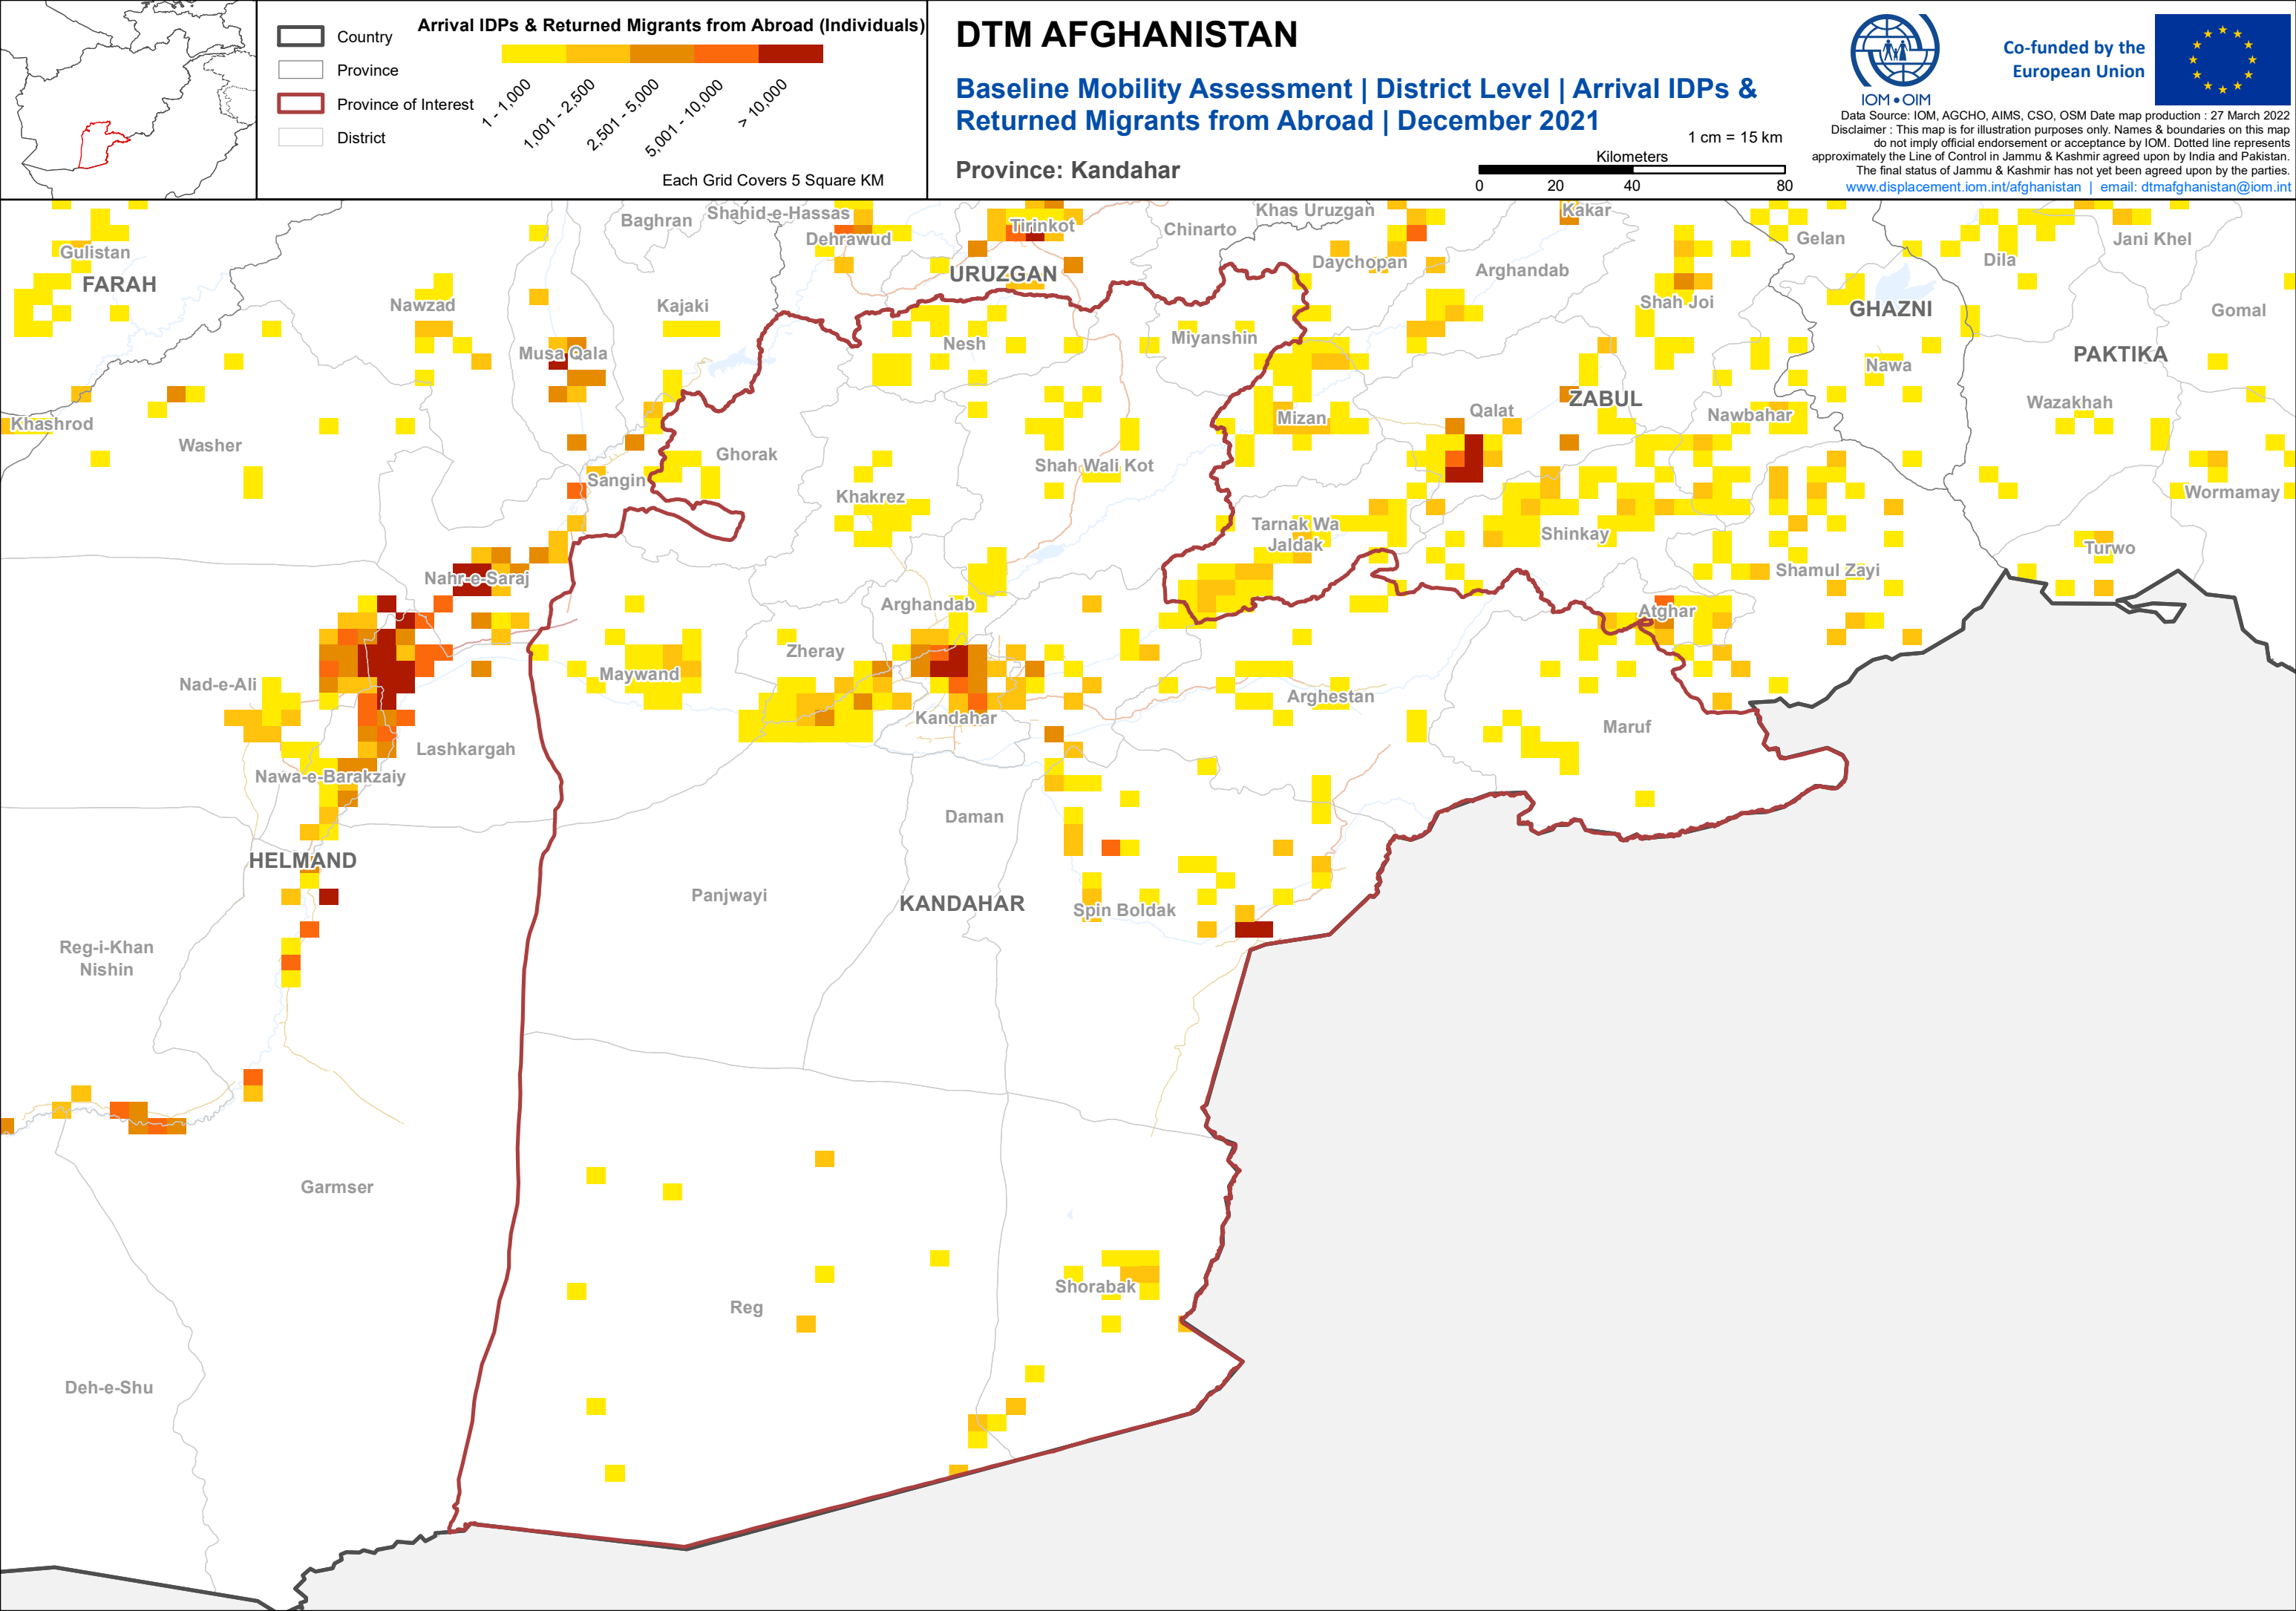 Country
Province
Province of Interest
District
Arrival IDPs & Returned Migrants from Abroad (Individuals)
1 - 1,000
1,001 - 2,500
2,501 - 5,000
5,001 - 10,000
> 10,000
Each Grid Covers 5 Square KM
DTM AFGHANISTAN
Baseline Mobility Assessment | District Level | Arrival IDPs &
Returned Migrants from Abroad | December 2021
Province: Kandahar
1 cm = 15 km
Kilometers
0 20 40 80
IOM • OIM
Co-funded by the
European Union
Data Source: IOM, AGCHO, AIMS, CSO, OSM Date map production : 27 March 2022
Disclaimer : This map is for illustration purposes only. Names & boundaries on this map
do not imply official endorsement or acceptance by IOM. Dotted line represents
approximately the Line of Control in Jammu & Kashmir agreed upon by India and Pakistan.
The final status of Jammu & Kashmir has not yet been agreed upon by the parties.
www.displacement.iom.int/afghanistan | email: dtmafghanistan@iom.int
Baghran
Shahid-e-Hassas
Dehrawud
Tirinkot
Chinarto
Khas Uruzgan
Kakar
Gelan
Jani Khel
Gulistan
FARAH
URUZGAN
Daychopan
Arghandab
Dila
Nawzad
Kajaki
Shah Joi
GHAZNI
Gomal
Musa Qala
Nesh
Miyanshin
Nawa
PAKTIKA
Khashrod
Washer
Mizan
Qalat
ZABUL
Nawbahar
Wazakhah
Ghorak
Sangin
Shah Wali Kot
Khakrez
Wormamay
Tarnak Wa
Jaldak
Shinkay
Turwo
Shamul Zayi
Nahr-e-Saraj
Arghandab
Atghar
Zheray
Maywand
Nad-e-Ali
Arghestan
Kandahar
Maruf
Lashkargah
Nawa-e-Barakzaiy
Daman
HELMAND
Panjwayi
KANDAHAR
Spin Boldak
Reg-i-Khan
Nishin
Garmser
Shorabak
Reg
Deh-e-Shu